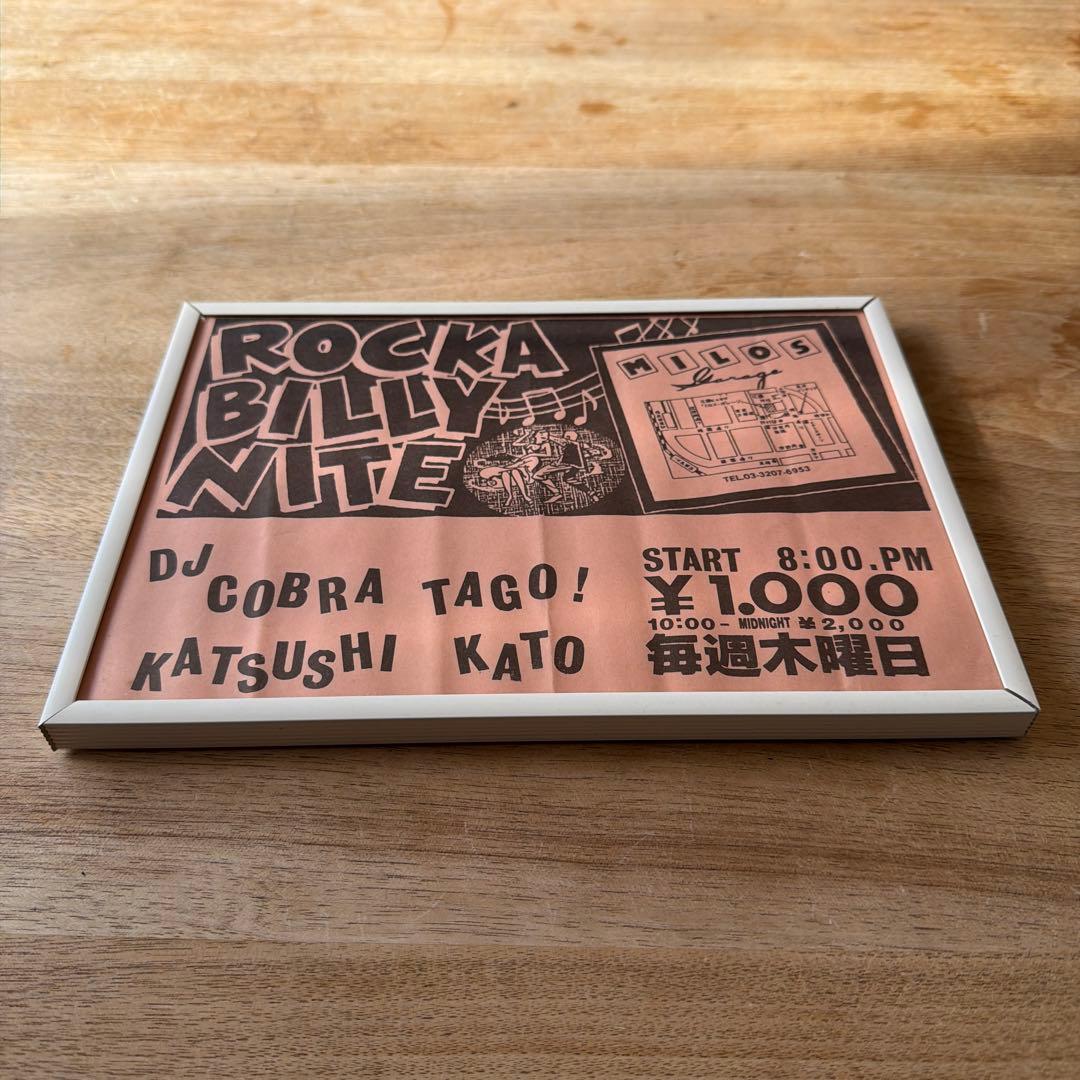 ROCKA
BILLY
NITE
MILOS
Garage
TEL.03-3207-6953
DJ
COBRA TAGO!
KATSUSHI KATO
START 8:00.PM
¥1.000
10:00- MIDNIGHT ¥2,000
毎週木曜日